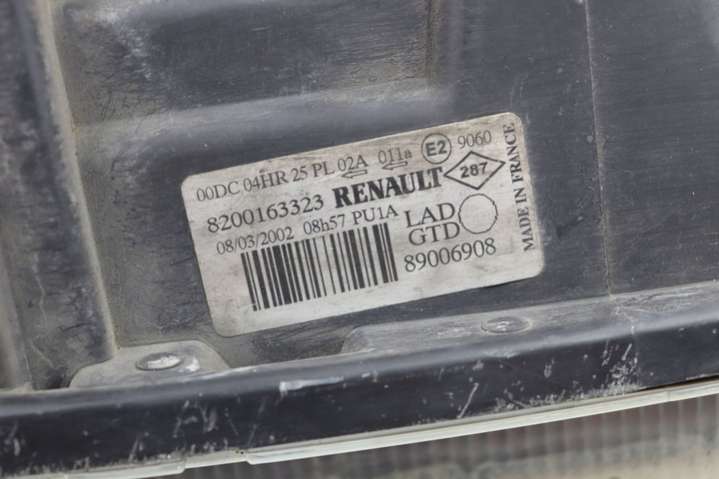 00DC 04HR 25 PL 02A 011a E2 9060
8200163323 RENAULT 287
08/03/2002 08h57 PU1A LAD
GTD
89006908
MADE IN FRANCE